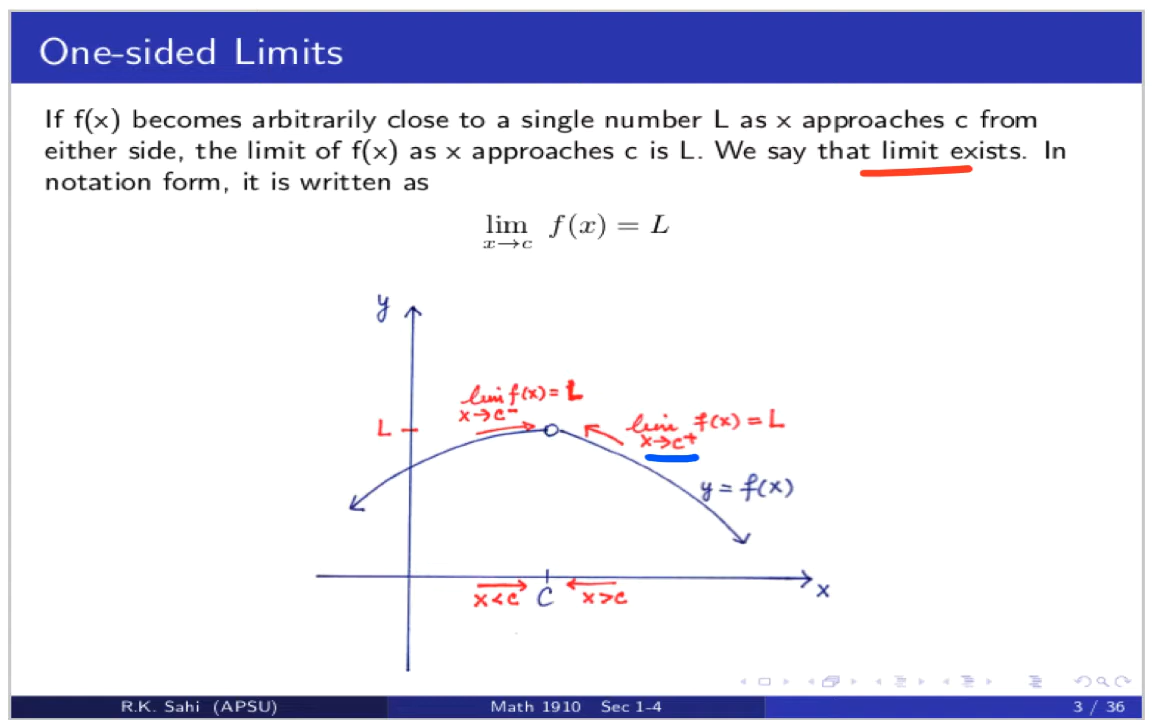 One-sided Limits
If f(x) becomes arbitrarily close to a single number L as x approaches c from
either side, the limit of f(x) as x approaches c is L. We say that limit exists. In
notation form, it is written as
lim f(x) = L
x→c
y
lim f(x) = L
x→c⁻
L
lim f(x) = L
x→c⁺
y = f(x)
x<c C x>c
x
R.K. Sahi (APSU) Math 1910 Sec 1-4 3 / 36